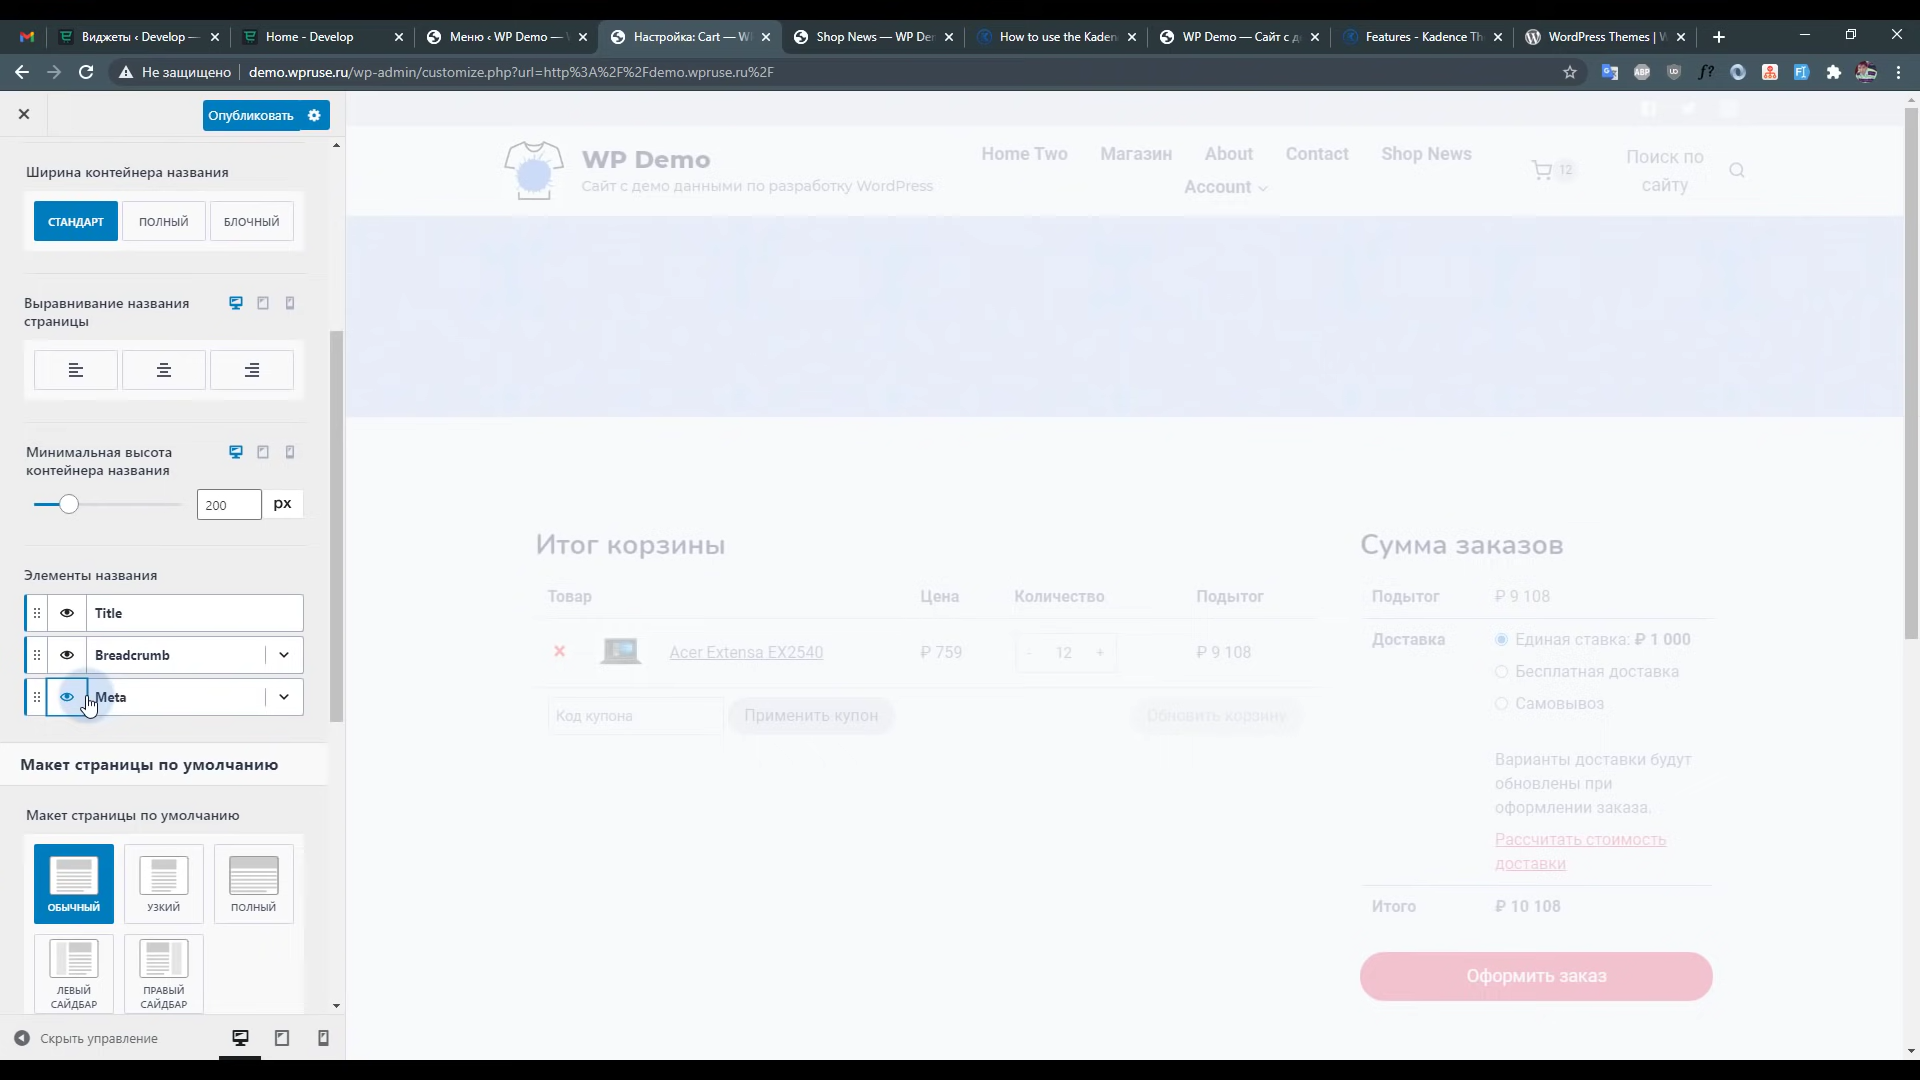 Виджеты ‹ Develop —
Home - Develop
Меню ‹ WP Demo —
Настройка: Cart — W
Shop News — WP De
How to use the Kaden
WP Demo — Сайт с д
Features - Kadence Th
WordPress Themes | W
Не защищено
demo.wpruse.ru/wp-admin/customize.php?url=http%3A%2F%2Fdemo.wpruse.ru%2F
Опубликовать
Ширина контейнера названия
СТАНДАРТ
ПОЛНЫЙ
БЛОЧНЫЙ
Выравнивание названия
страницы
Минимальная высота
контейнера названия
200
px
Элементы названия
Title
Breadcrumb
Meta
Макет страницы по умолчанию
Макет страницы по умолчанию
ОБЫЧНЫЙ
УЗКИЙ
ПОЛНЫЙ
ЛЕВЫЙ
САЙДБАР
ПРАВЫЙ
САЙДБАР
Скрыть управление
WP Demo
Сайт с демо данными по разработку WordPress
Home Two
Магазин
About
Contact
Shop News
Account
12
Поиск по
сайту
Итог корзины
Товар
Цена
Количество
Подытог
Acer Extensa EX2540
₽ 759
- 12 +
₽ 9 108
Код купона
Применить купон
Обновить корзину
Сумма заказов
Подытог
₽ 9 108
Доставка
Единая ставка: ₽ 1 000
Бесплатная доставка
Самовывоз
Варианты доставки будут
обновлены при
оформлении заказа.
Рассчитать стоимость
доставки
Итого
₽ 10 108
Оформить заказ